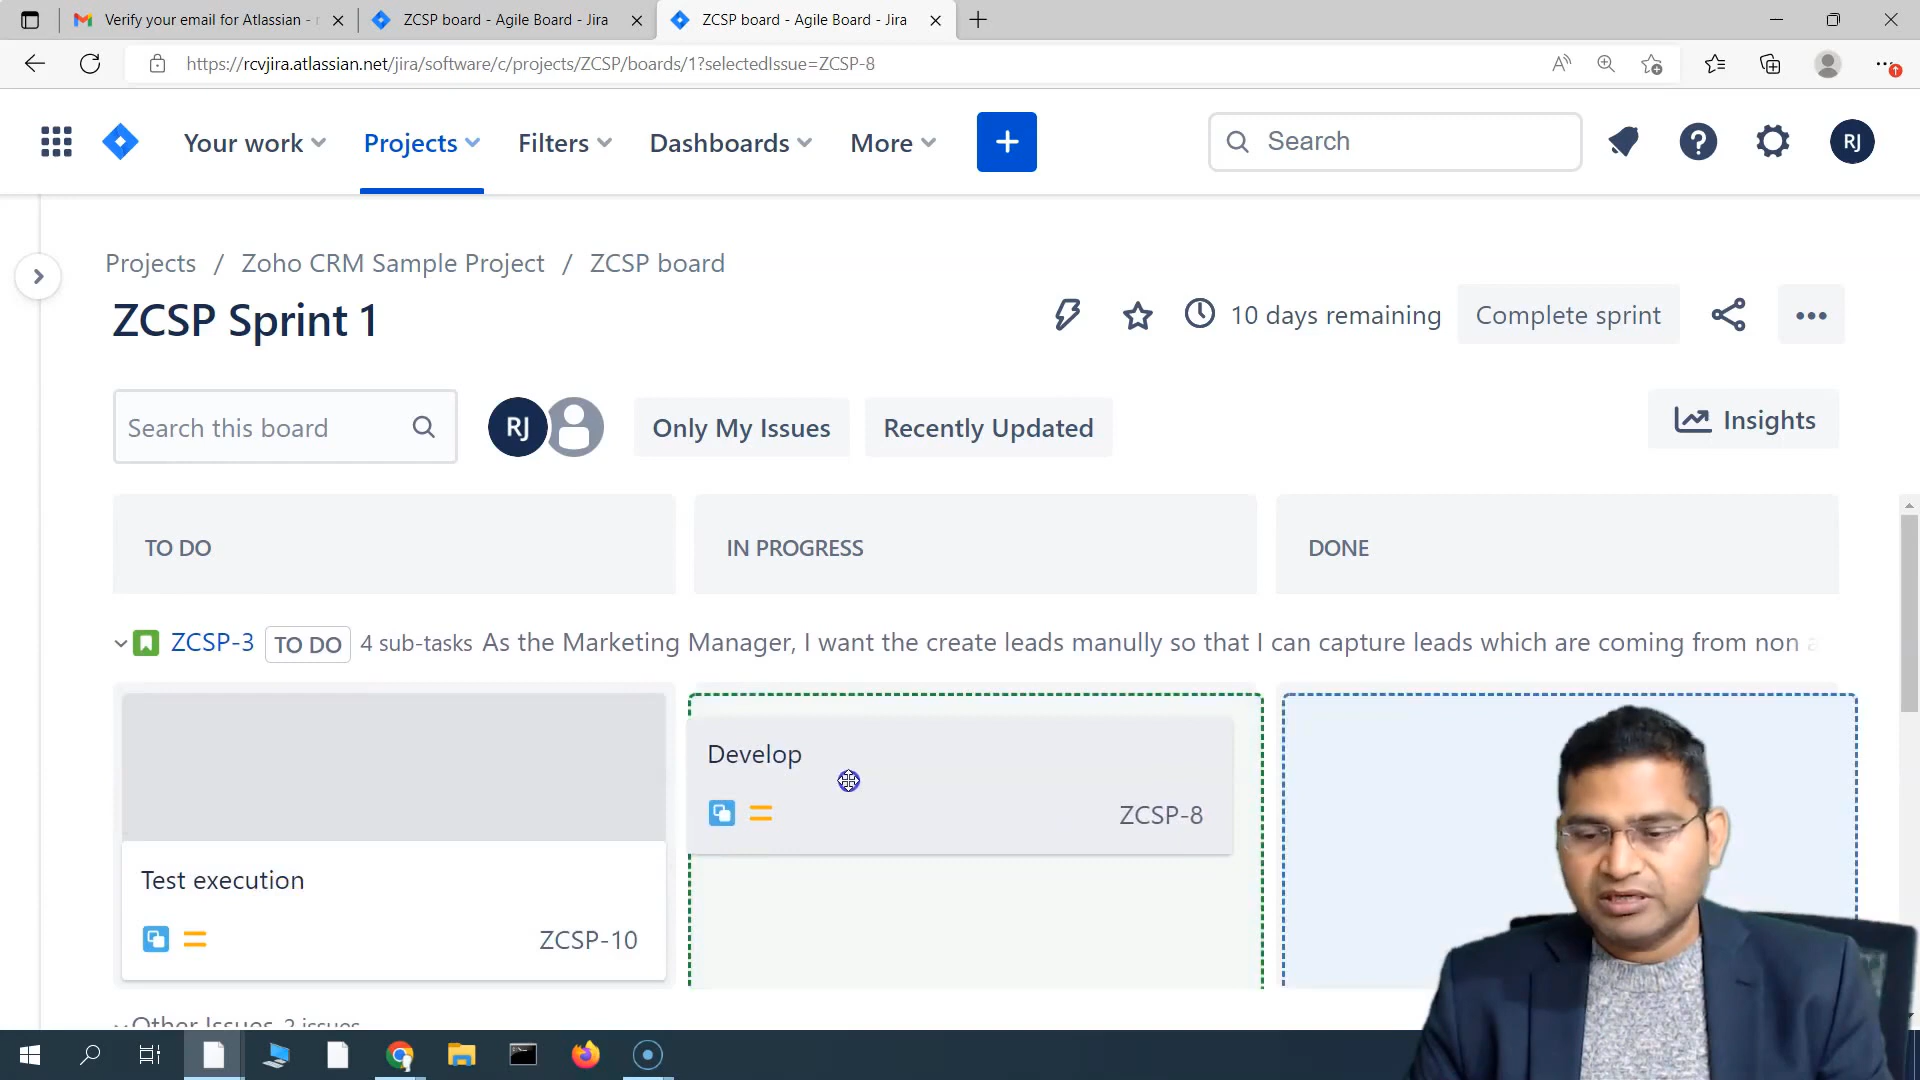 Verify your email for Atlassian -
ZCSP board - Agile Board - Jira
ZCSP board - Agile Board - Jira
https://rcvjira.atlassian.net/jira/software/c/projects/ZCSP/boards/1?selectedIssue=ZCSP-8
Your work
Projects
Filters
Dashboards
More
Search
RJ
Projects / Zoho CRM Sample Project / ZCSP board
ZCSP Sprint 1
10 days remaining
Complete sprint
Search this board
RJ
Only My Issues
Recently Updated
Insights
TO DO
IN PROGRESS
DONE
ZCSP-3 TO DO 4 sub-tasks As the Marketing Manager, I want the create leads manully so that I can capture leads which are coming from non a
Develop
ZCSP-8
Test execution
ZCSP-10
Other Issues 2 issues